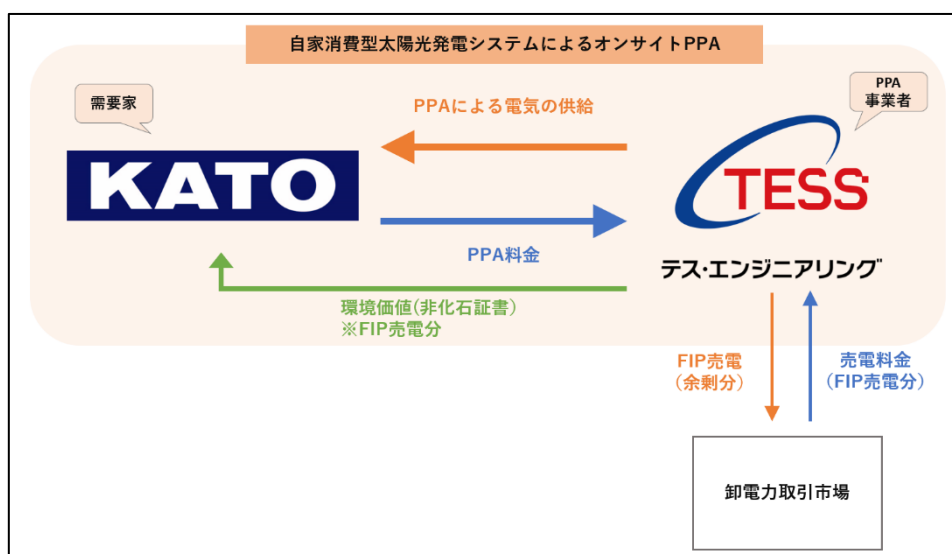 自家消費型太陽光発電システムによるオンサイトPPA
需要家
PPA
事業者
PPAによる電気の供給
KATO
TESS
PPA料金
テス・エンジニアリング
環境価値(非化石証書)
※FIP売電分
FIP売電
(余剰分)
売電料金
(FIP売電分)
卸電力取引市場